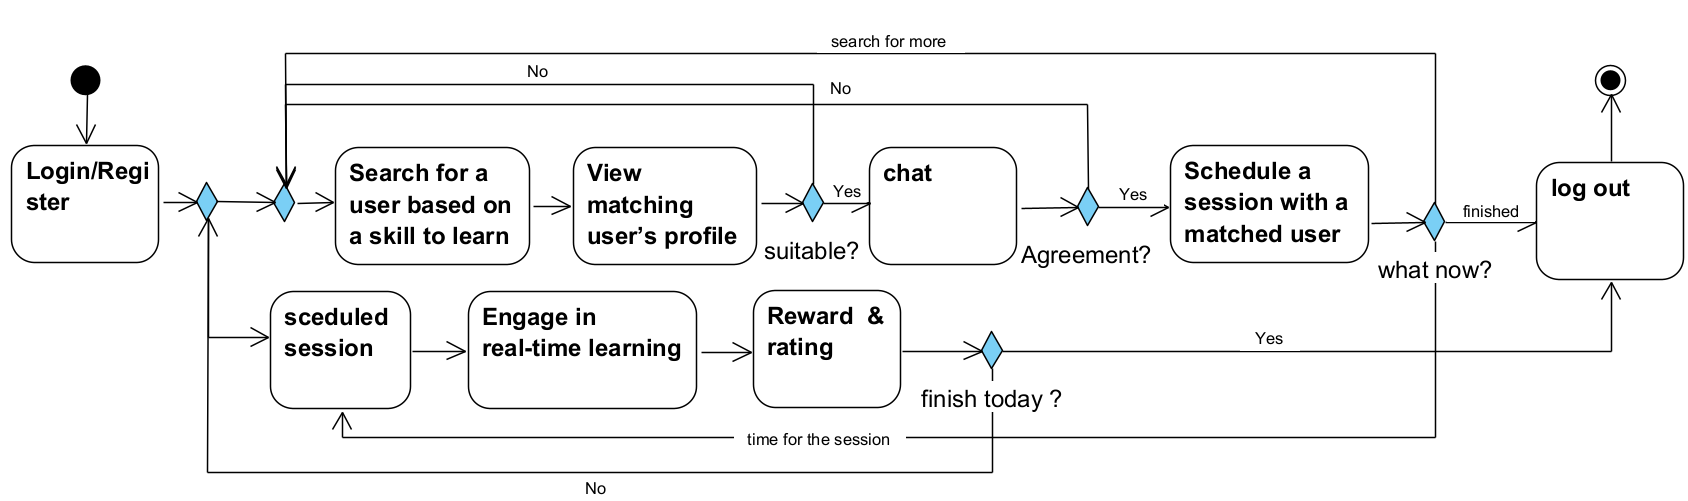 search for more
No
No
Login/Regi
ster
Search for a
user based on
a skill to learn
View
matching
user’s profile
suitable?
Yes
chat
Agreement?
Yes
Schedule a
session with a
matched user
what now?
finished
log out
sceduled
session
Engage in
real-time learning
Reward  &
rating
finish today ?
Yes
time for the session
No